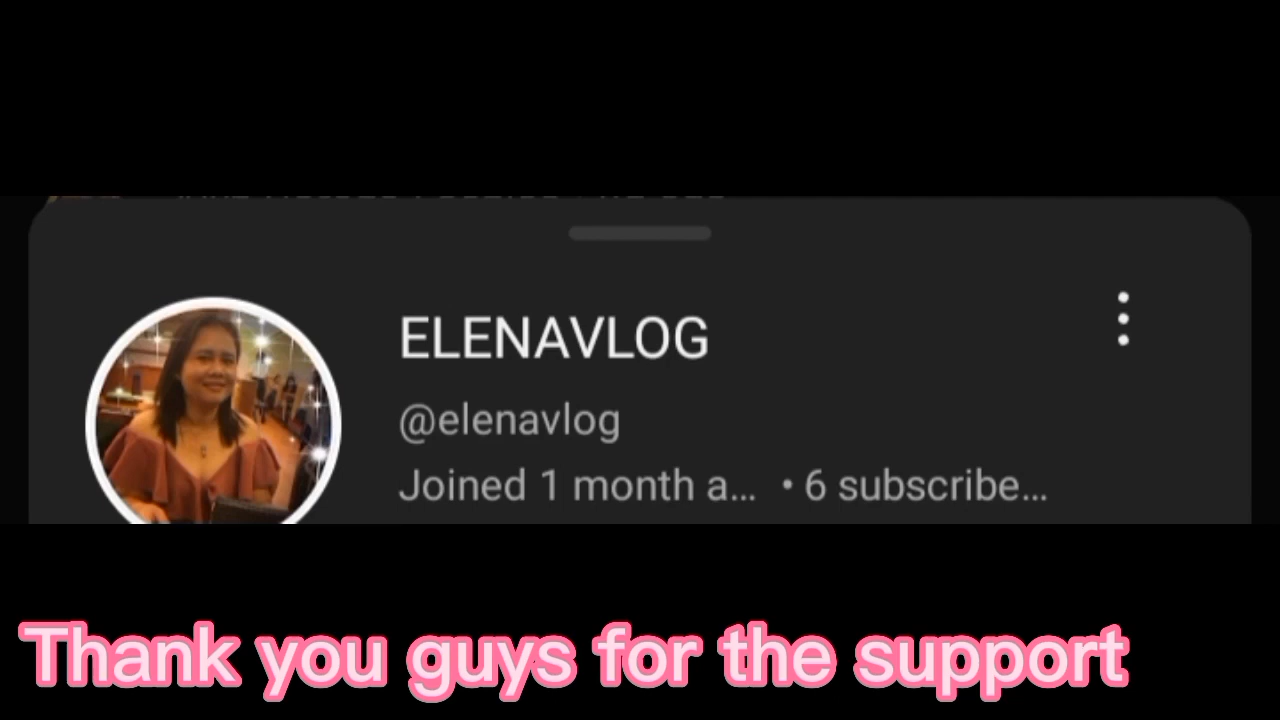 ELENAVLOG
@elenavlog
Joined 1 month a... • 6 subscribe...
Thank you guys for the support